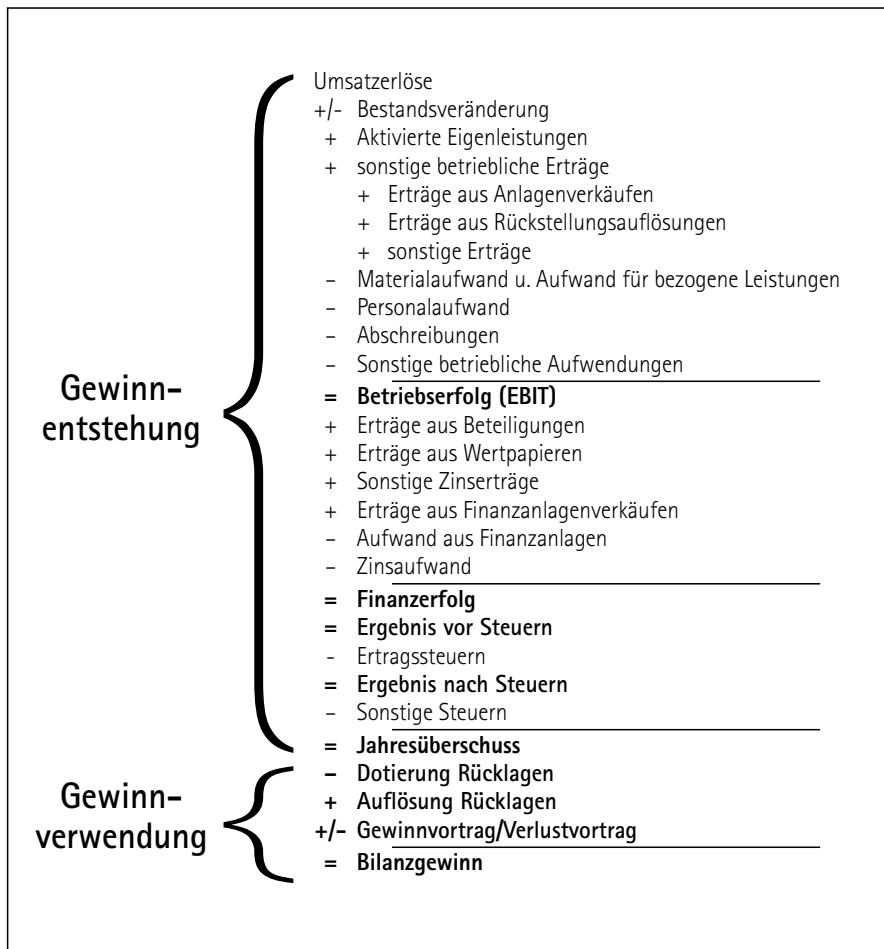 Umsatzerlöse
+/- Bestandsveränderung
+ Aktivierte Eigenleistungen
+ sonstige betriebliche Erträge
+ Erträge aus Anlagenverkäufen
+ Erträge aus Rückstellungsauflösungen
+ sonstige Erträge
– Materialaufwand u. Aufwand für bezogene Leistungen
– Personalaufwand
– Abschreibungen
– Sonstige betriebliche Aufwendungen
Gewinn-
entstehung
= Betriebserfolg (EBIT)
+ Erträge aus Beteiligungen
+ Erträge aus Wertpapieren
+ Sonstige Zinserträge
+ Erträge aus Finanzanlagenverkäufen
– Aufwand aus Finanzanlagen
– Zinsaufwand
= Finanzerfolg
= Ergebnis vor Steuern
- Ertragssteuern
= Ergebnis nach Steuern
– Sonstige Steuern
= Jahresüberschuss
Gewinn-
verwendung
– Dotierung Rücklagen
+ Auflösung Rücklagen
+/- Gewinnvortrag/Verlustvortrag
= Bilanzgewinn